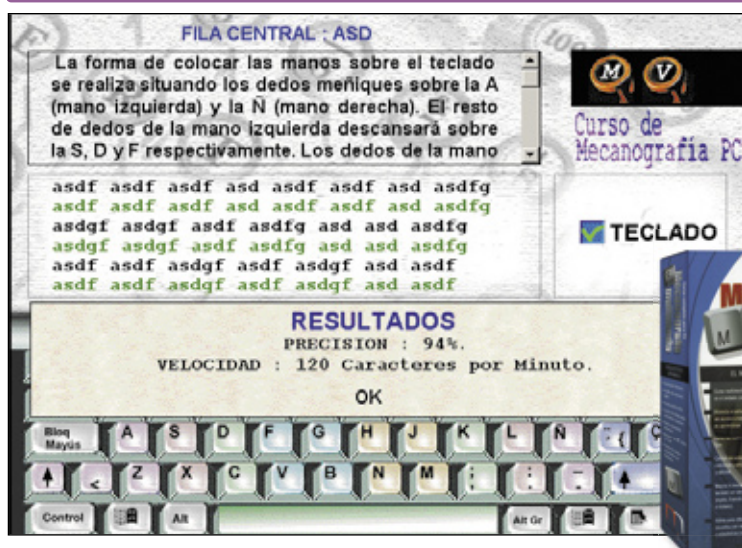 FILA CENTRAL : ASD
La forma de colocar las manos sobre el teclado
se realiza situando los dedos meñiques sobre la A
(mano izquierda) y la Ñ (mano derecha). El resto
de dedos de la mano izquierda descansará sobre
la S, D y F respectivamente. Los dedos de la mano
M V
Curso de
Mecanografía PC
asdf asdf asdf asd asdf asdf asd asdfg
asdf asdf asdf asd asdf asdf asd asdfg
asdgf asdgf asdf asdfg asd asd asdfg
asdgf asdgf asdf asdfg asd asd asdfg
asdf asdf asdgf asdf asdgf asd asdf
asdf asdf asdgf asdf asdgf asd asdf
TECLADO
RESULTADOS
PRECISION : 94%.
VELOCIDAD : 120 Caracteres por Minuto.
OK
M
M
Bloq
Mayús
A S D F G H J K L Ñ ¨ { Ç
< Z X C V B N M ; , : . _ -
Control Alt Alt Gr